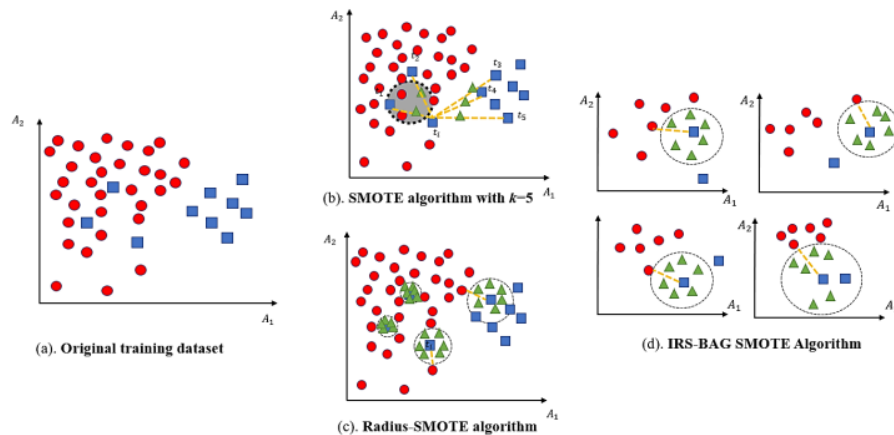 A₂
A₁
(a). Original training dataset
A₂
t₂
t₃
t₄
t₁
t₅
A₁
(b). SMOTE algorithm with k=5
A₂
A₁
(c). Radius-SMOTE algorithm
A₂
A₁
A₂
A₁
A₂
A₁
A₂
A₁
(d). IRS-BAG SMOTE Algorithm